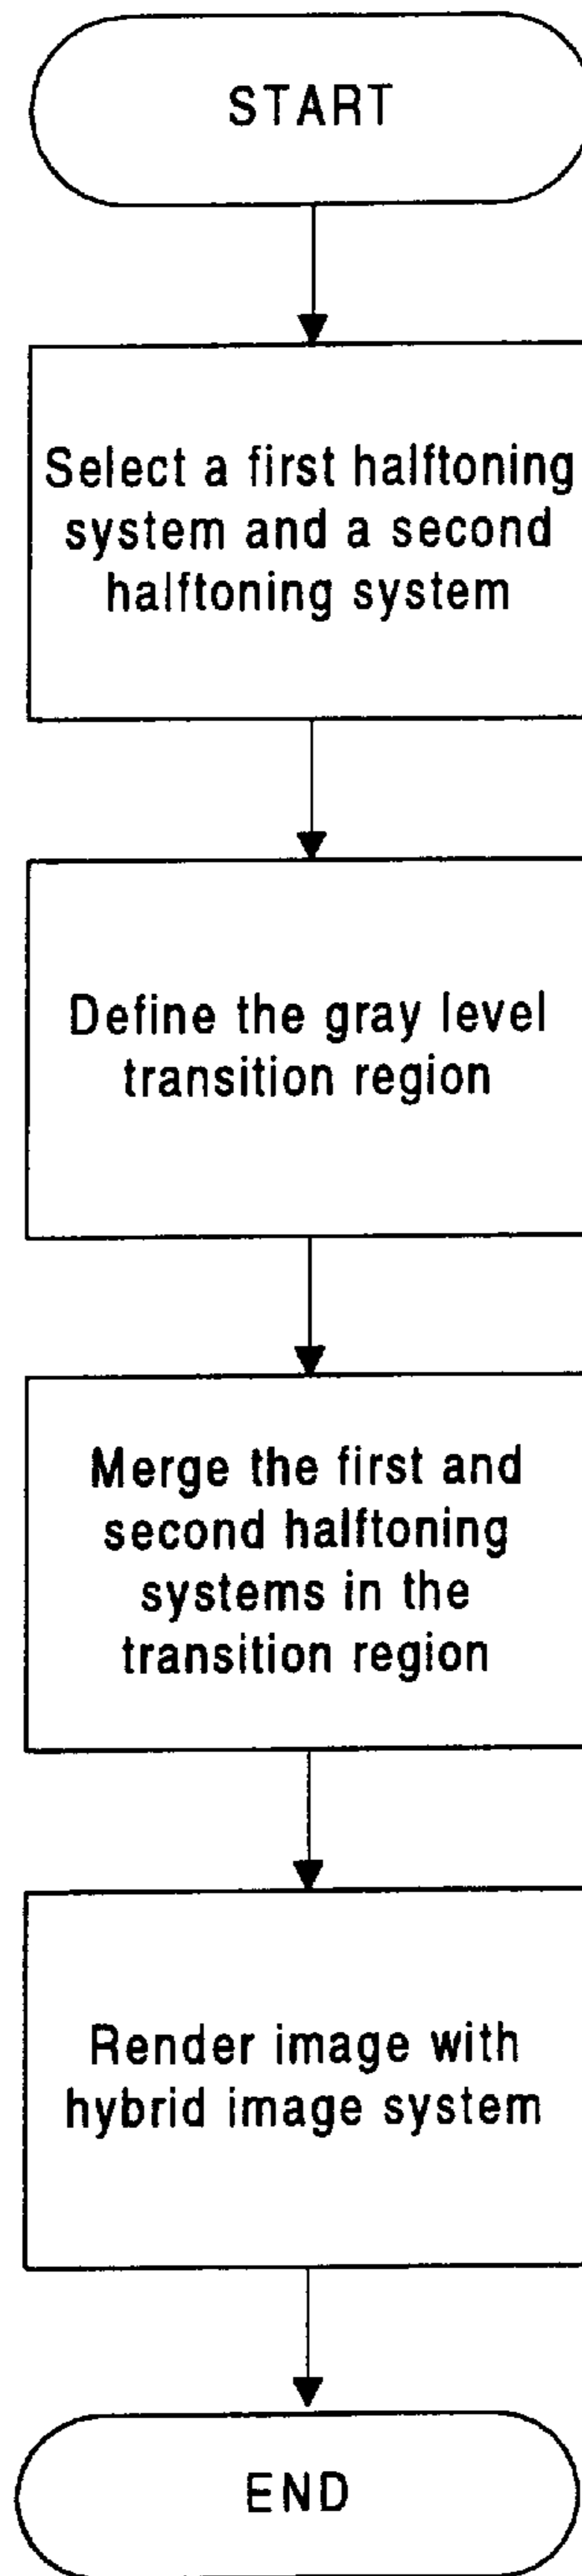 START
Select a first halftoning
system and a second
halftoning system
Define the gray level
transition region
Merge the first and
second halftoning
systems in the
transition region
Render image with
hybrid image system
END